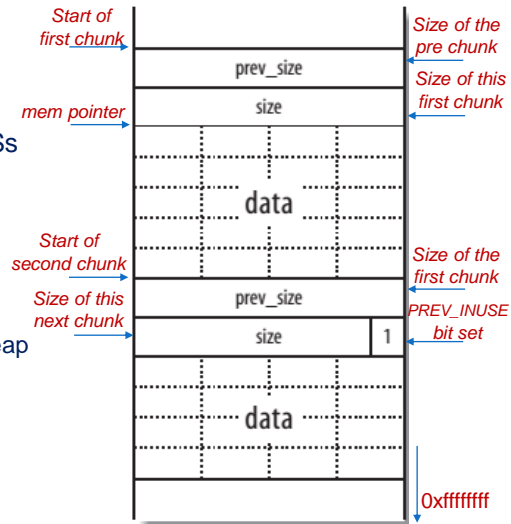 Start of
first chunk
Size of the
pre chunk
prev_size
Size of this
first chunk
mem pointer
size
data
Start of
second chunk
Size of the
first chunk
prev_size
Size of this
next chunk
size
1
PREV_INUSE
bit set
data
0xffffffff